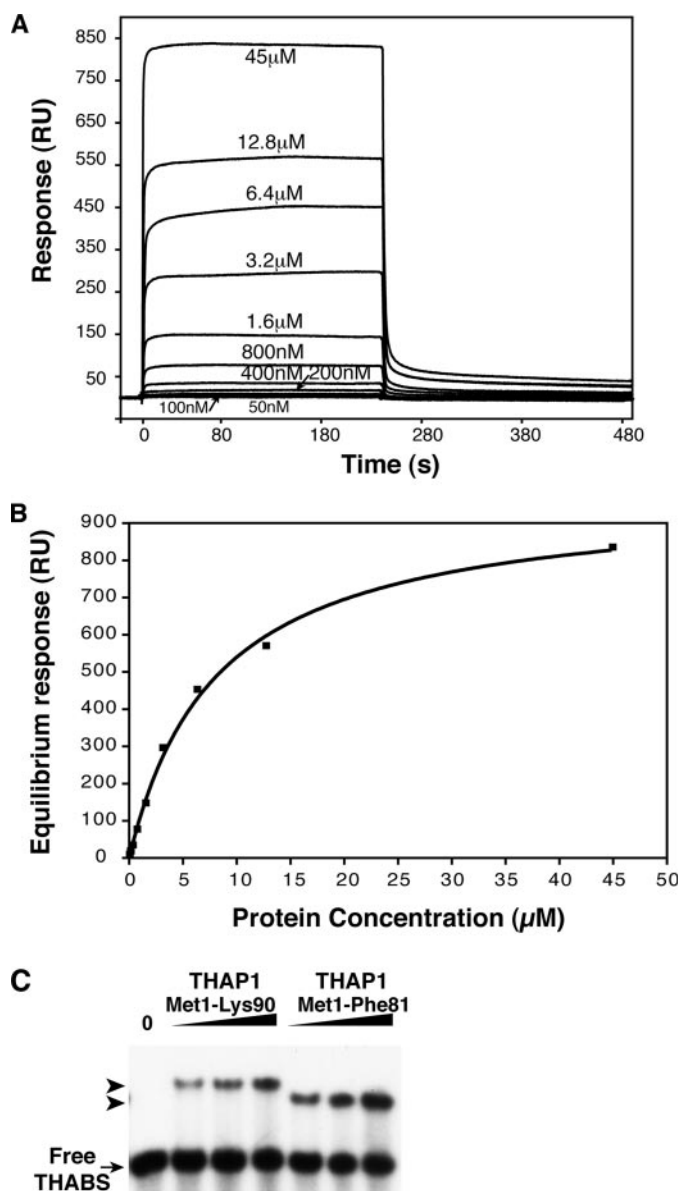 A
850
750
650
550
450
350
250
150
50
Response (RU)
45µM
12.8µM
6.4µM
3.2µM
1.6µM
800nM
400nM 200nM
100nM 50nM
0 80 180 280 380 480
Time (s)
B
900
800
700
600
500
400
300
200
100
0
Equilibrium response (RU)
0 5 10 15 20 25 30 35 40 45 50
Protein Concentration (µM)
C
THAP1 THAP1
0 Met1-Lys90 Met1-Phe81
Free
THABS